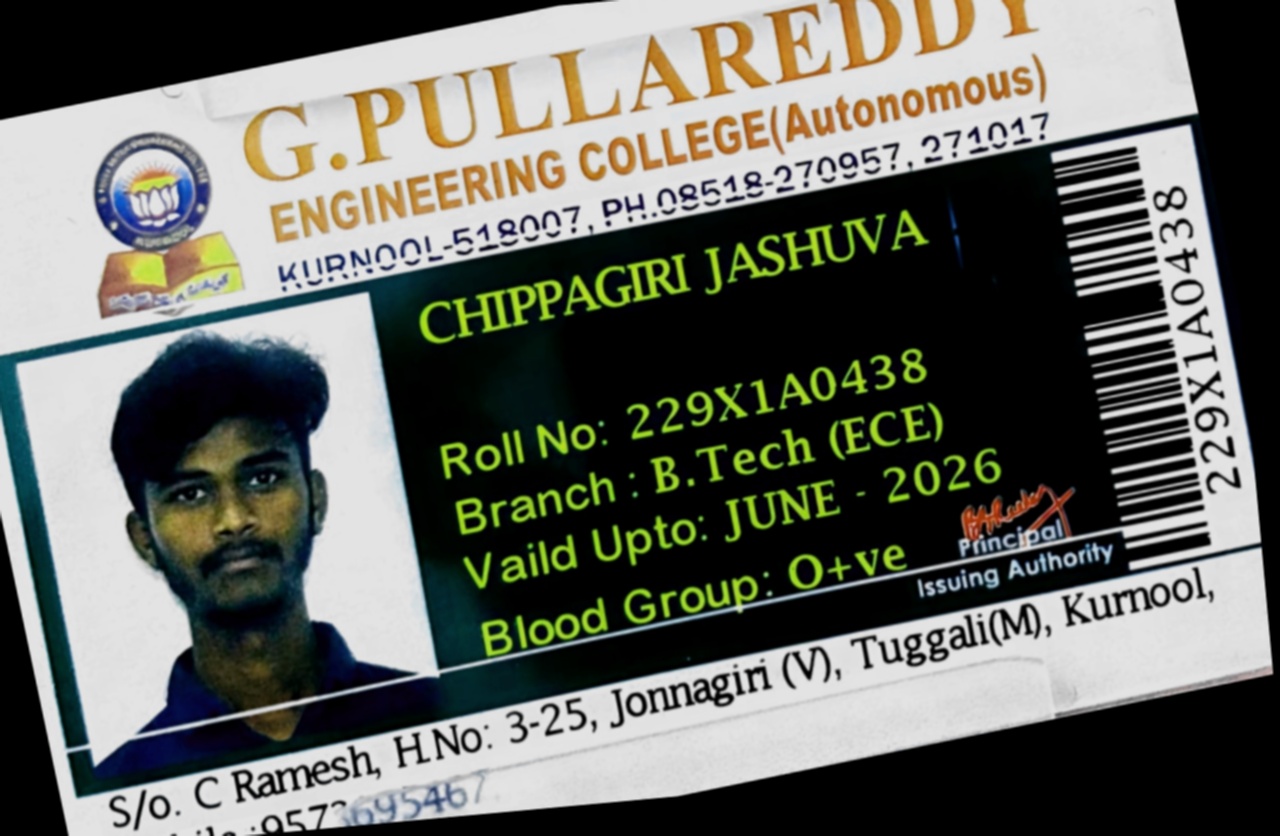 G.PULLAREDDY
ENGINEERING COLLEGE(Autonomous)
KURNOOL-518007, PH.08518-270957, 271017
KURNOOL
CHIPPAGIRI JASHUVA
Roll No: 229X1A0438
Branch : B.Tech (ECE)
Vaild Upto: JUNE - 2026
Blood Group: O+ve
Principal
Issuing Authority
229X1A0438
S/o. C Ramesh, H.No: 3-25, Jonnagiri (V), Tuggali(M), Kurnool,